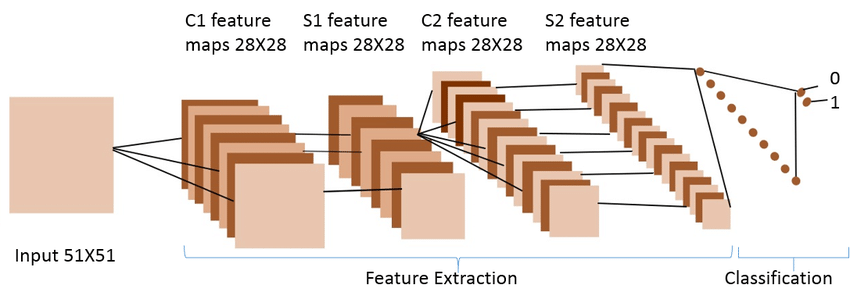 C1 feature
maps 28X28
S1 feature
maps 28X28
C2 feature
maps 28X28
S2 feature
maps 28X28
0
1
Input 51X51
Feature Extraction
Classification